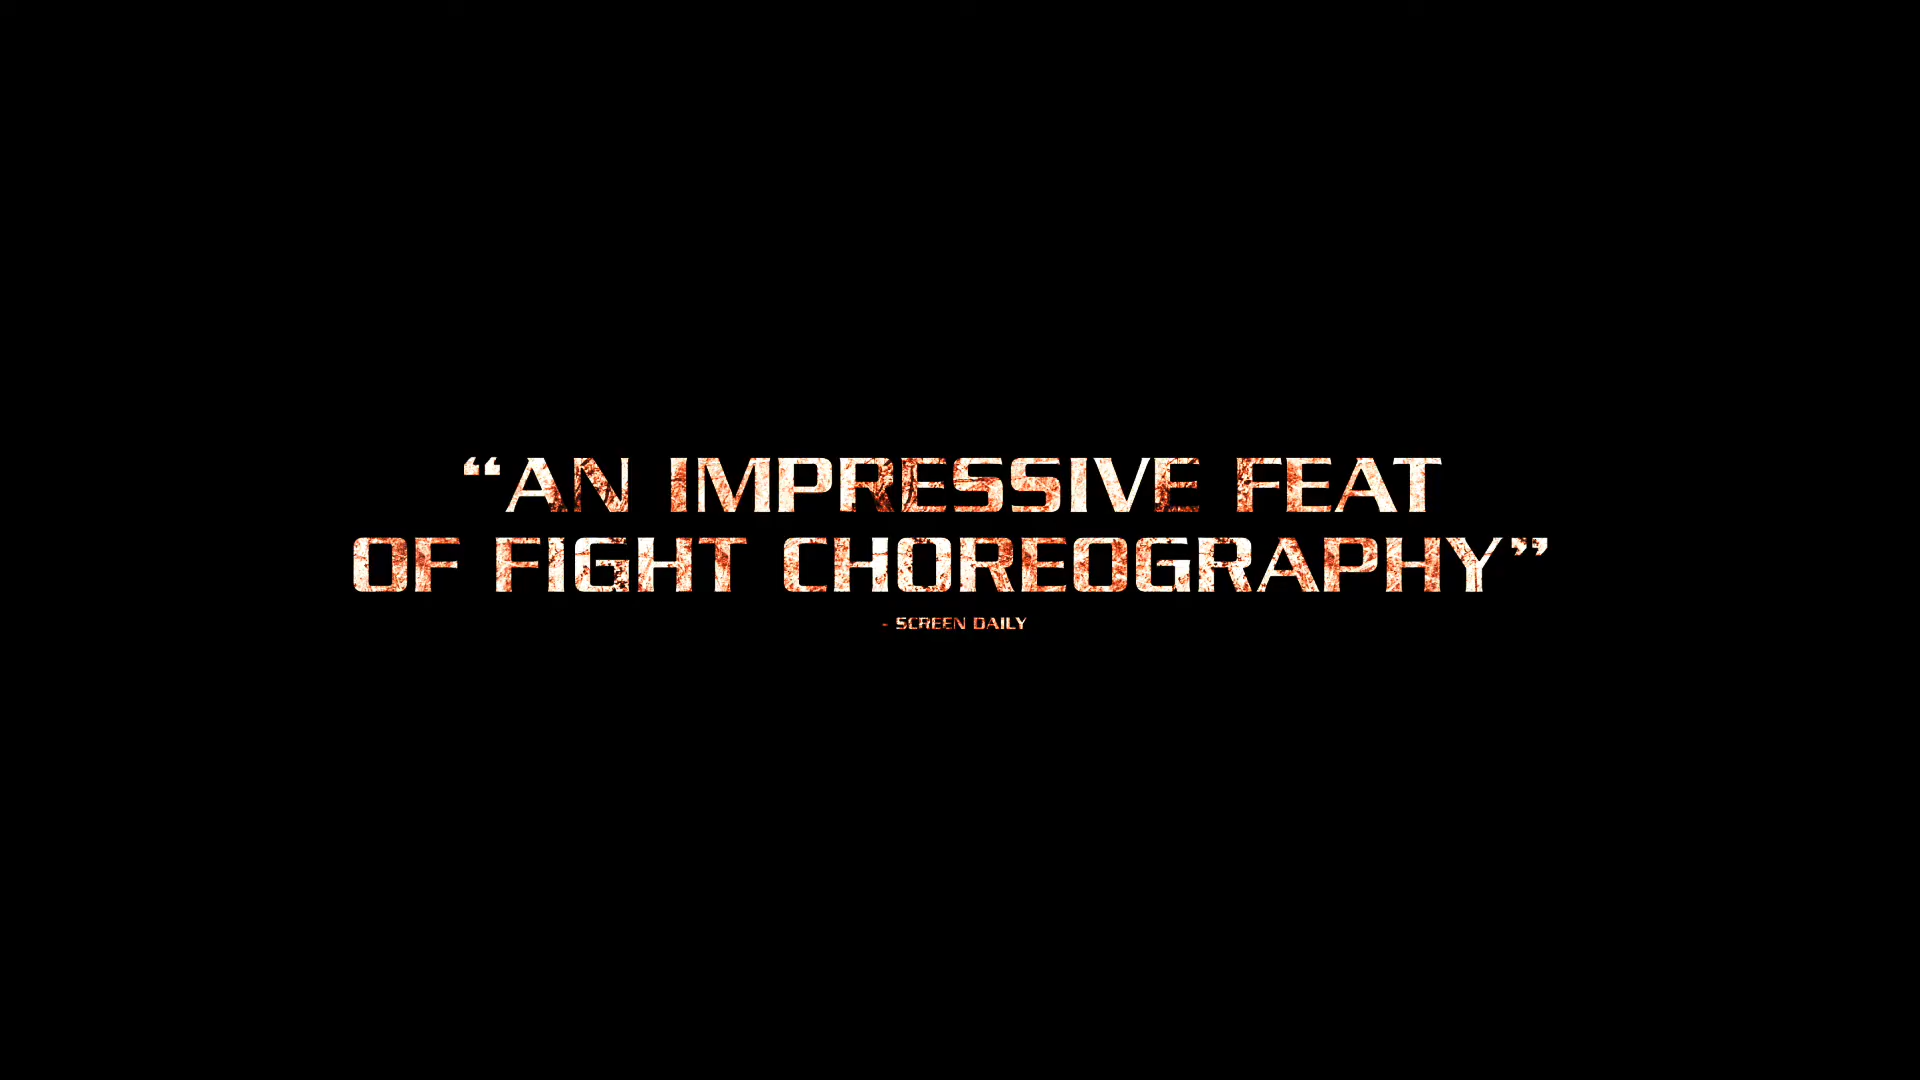 “AN IMPRESSIVE FEAT
OF FIGHT CHOREOGRAPHY”
- SCREEN DAILY